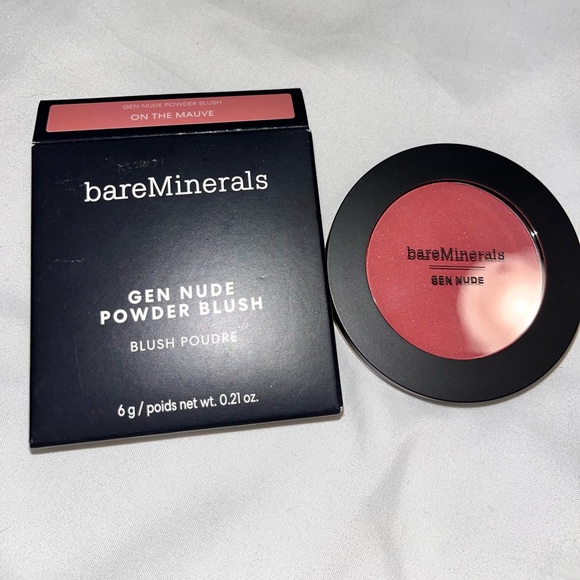 GEN NUDE POWDER BLUSH
ON THE MAUVE
bareMinerals
GEN NUDE
POWDER BLUSH
BLUSH POUDRE
6 g / poids net wt. 0.21 oz.
bareMinerals
GEN NUDE